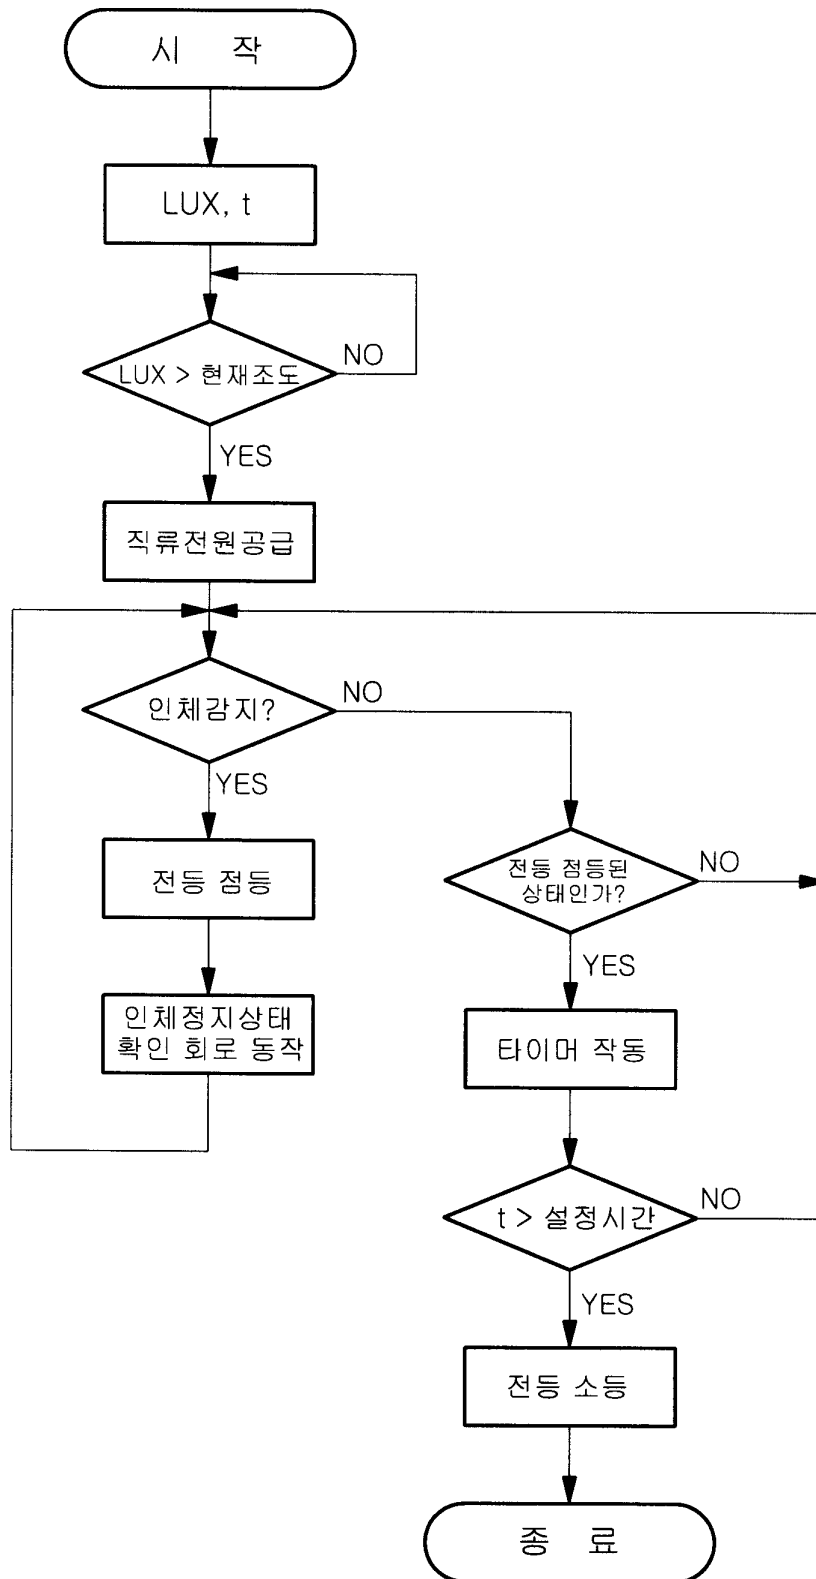 시 작
LUX, t
LUX > 현재조도
NO
YES
직류전원공급
인체감지?
NO
YES
전등 점등
인체정지상태
확인 회로 동작
전등 점등된
상태인가?
NO
YES
타이머 작동
t > 설정시간
NO
YES
전등 소등
종 료